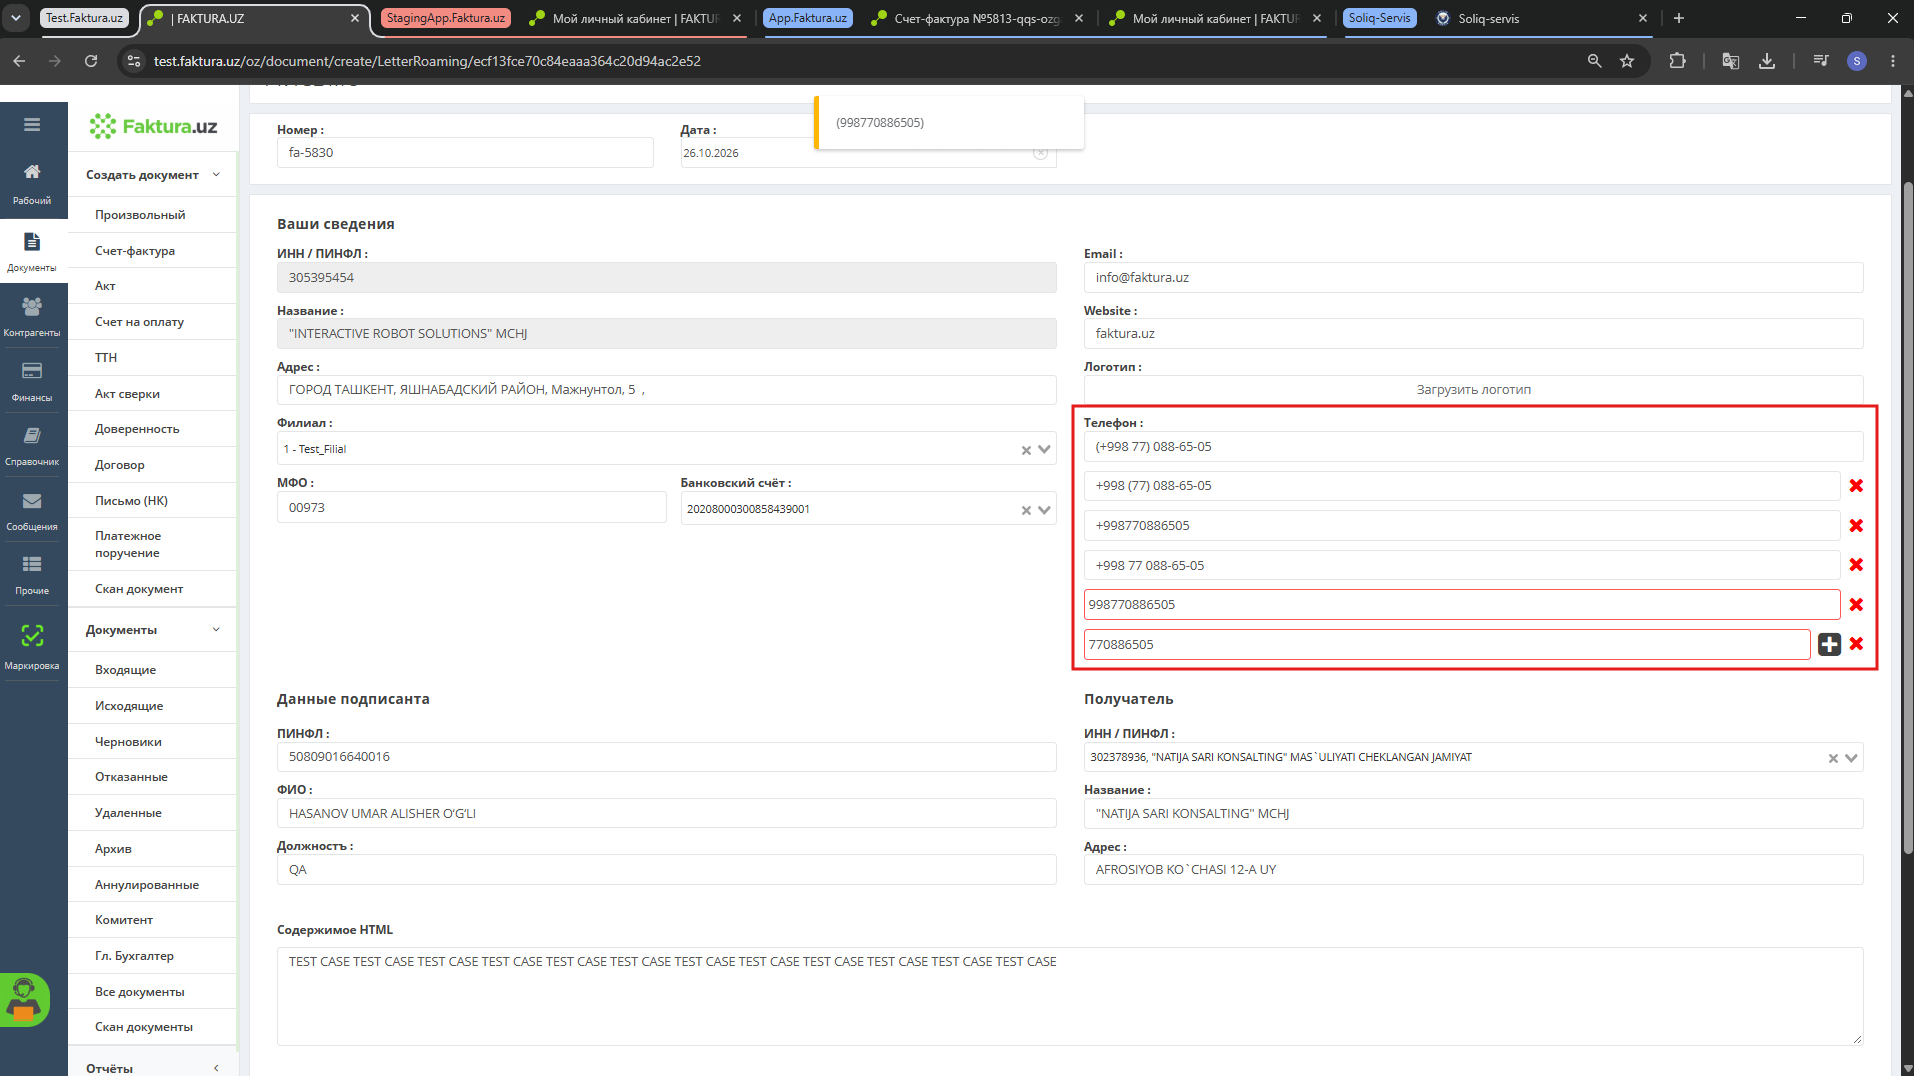 Test.Faktura.uz
| FAKTURA.UZ
StagingApp.Faktura.uz
Мой личный кабинет | FAKTUR
App.Faktura.uz
Счет-фактура №5813-qqs-ozg
Мой личный кабинет | FAKTUR
Soliq-Servis
Soliq-servis
test.faktura.uz/oz/document/create/LetterRoaming/ecf13fce70c84eaaa364c20d94ac2e52
S
Faktura.uz
Рабочий
Документы
Контрагенты
Финансы
Справочник
Сообщения
Прочие
Маркировка
Создать документ
Произвольный
Счет-фактура
Акт
Счет на оплату
ТТН
Акт сверки
Доверенность
Договор
Письмо (НК)
Платежное
поручение
Скан документ
Документы
Входящие
Исходящие
Черновики
Отказанные
Удаленные
Архив
Аннулированные
Комитент
Гл. Бухгалтер
Все документы
Скан документы
Отчёты
(998770886505)
Номер :
fa-5830
Дата :
26.10.2026
Ваши сведения
ИНН / ПИНФЛ :
305395454
Название :
"INTERACTIVE ROBOT SOLUTIONS" MCHJ
Адрес :
ГОРОД ТАШКЕНТ, ЯШНАБАДСКИЙ РАЙОН, Мажнунтол, 5 ,
Филиал :
1 - Test_Filial
МФО :
00973
Банковский счёт :
20208000300858439001
Email :
info@faktura.uz
Website :
faktura.uz
Логотип :
Загрузить логотип
Телефон :
(+998 77) 088-65-05
+998 (77) 088-65-05
+998770886505
+998 77 088-65-05
998770886505
770886505
Данные подписанта
ПИНФЛ :
50809016640016
ФИО :
HASANOV UMAR ALISHER O‘G‘LI
Должностъ :
QA
Получатель
ИНН / ПИНФЛ :
302378936, "NATIJA SARI KONSALTING" MAS`ULIYATI CHEKLANGAN JAMIYAT
Название :
"NATIJA SARI KONSALTING" MCHJ
Адрес :
AFROSIYOB KO`CHASI 12-A UY
Содержимое HTML
TEST CASE TEST CASE TEST CASE TEST CASE TEST CASE TEST CASE TEST CASE TEST CASE TEST CASE TEST CASE TEST CASE TEST CASE